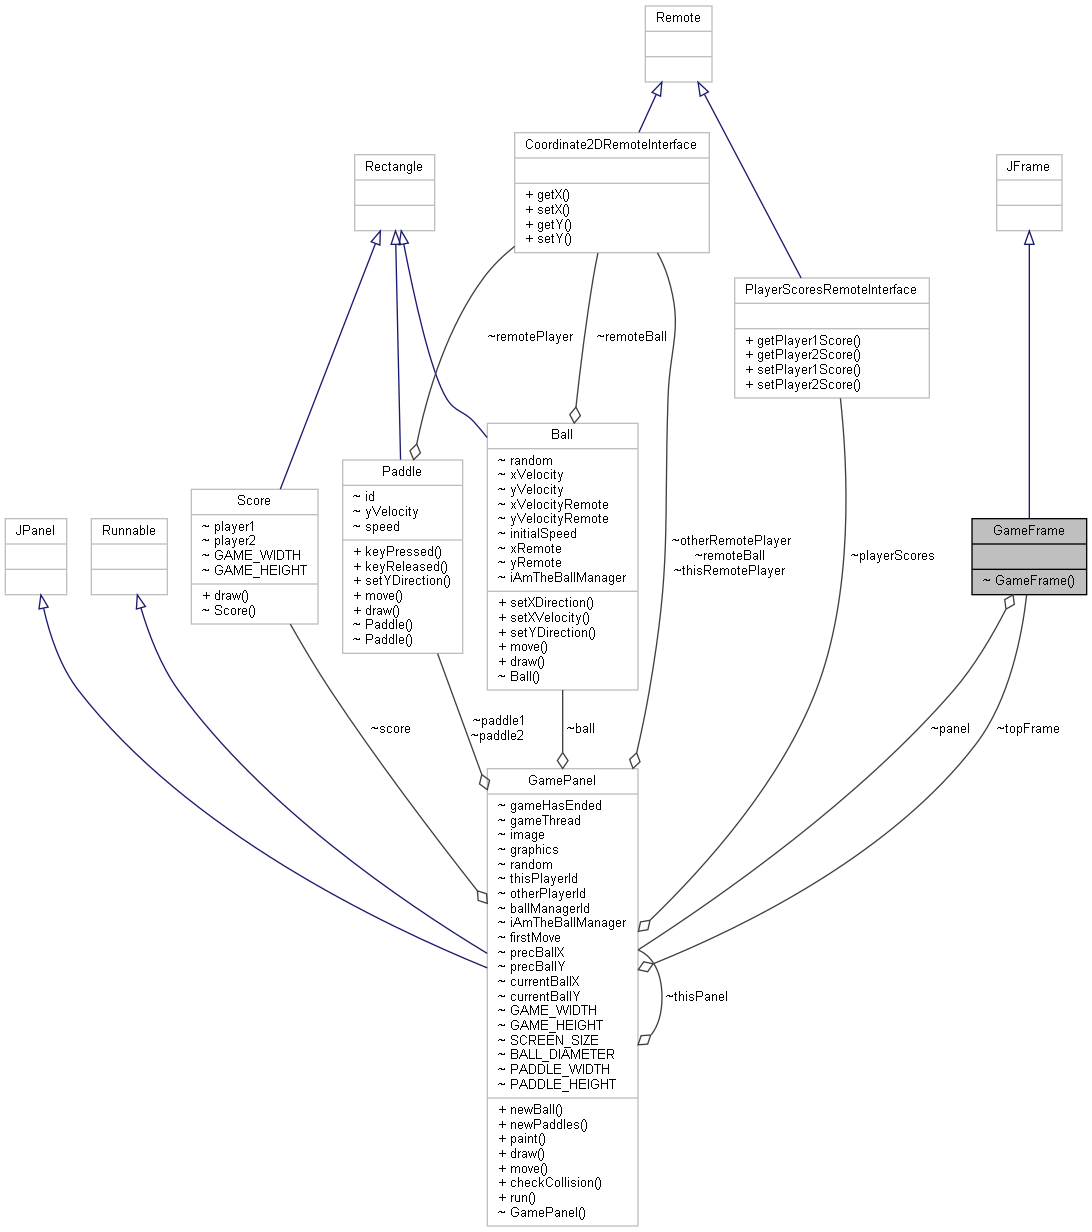 Remote
Coordinate2DRemoteInterface
+ getX()
+ setX()
+ getY()
+ setY()
Rectangle
JFrame
PlayerScoresRemoteInterface
+ getPlayer1Score()
+ getPlayer2Score()
+ setPlayer1Score()
+ setPlayer2Score()
~remotePlayer
~remoteBall
Ball
~ random
~ xVelocity
~ yVelocity
~ xVelocityRemote
~ yVelocityRemote
~ initialSpeed
~ xRemote
~ yRemote
~ iAmTheBallManager
+ setXDirection()
+ setXVelocity()
+ setYDirection()
+ move()
+ draw()
~ Ball()
Paddle
~ id
~ yVelocity
~ speed
+ keyPressed()
+ keyReleased()
+ setYDirection()
+ move()
+ draw()
~ Paddle()
~ Paddle()
Score
~ player1
~ player2
~ GAME_WIDTH
~ GAME_HEIGHT
+ draw()
~ Score()
JPanel
Runnable
~otherRemotePlayer
~remoteBall
~thisRemotePlayer
~playerScores
GameFrame
~ GameFrame()
~score
~paddle1
~paddle2
~ball
~panel
~topFrame
GamePanel
~ gameHasEnded
~ gameThread
~ image
~ graphics
~ random
~ thisPlayerId
~ otherPlayerId
~ ballManagerId
~ iAmTheBallManager
~ firstMove
~ precBallX
~ precBallY
~ currentBallX
~ currentBallY
~ GAME_WIDTH
~ GAME_HEIGHT
~ SCREEN_SIZE
~ BALL_DIAMETER
~ PADDLE_WIDTH
~ PADDLE_HEIGHT
+ newBall()
+ newPaddles()
+ paint()
+ draw()
+ move()
+ checkCollision()
+ run()
~ GamePanel()
~thisPanel